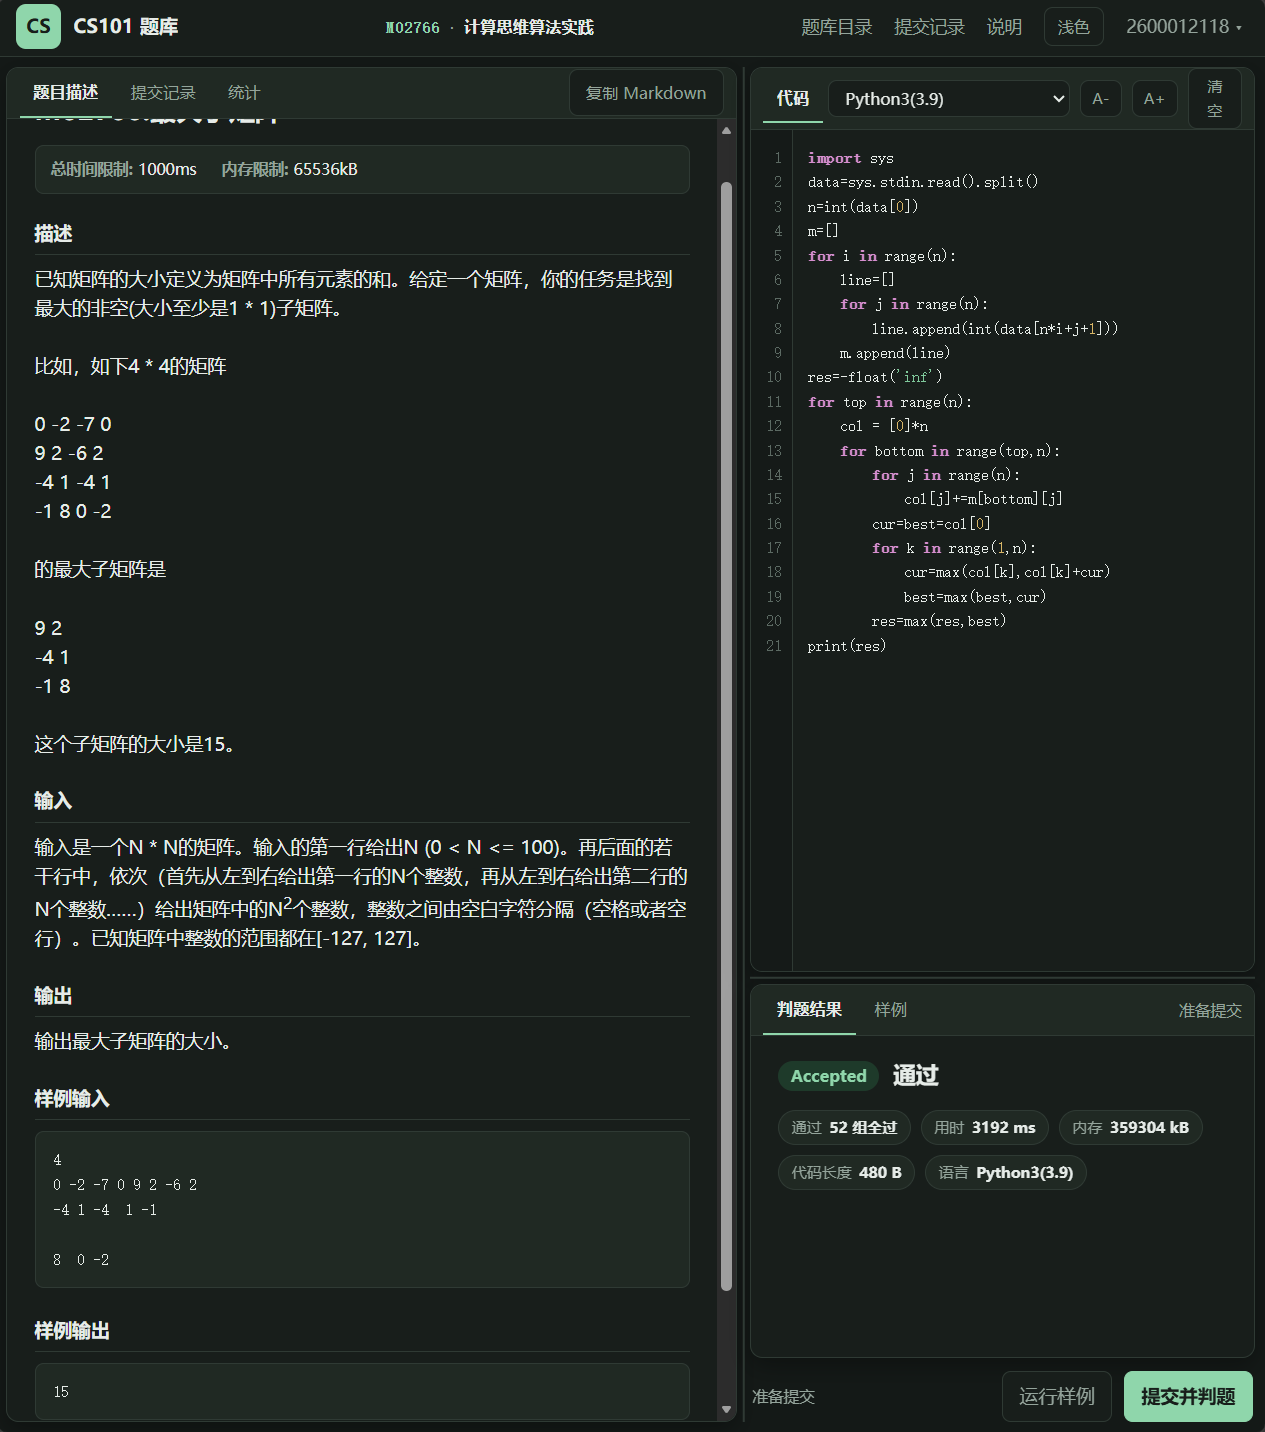 CS CS101 题库
M02766 · 计算思维算法实践
题库目录 提交记录 说明 浅色 2600012118
题目描述 提交记录 统计 复制 Markdown
总时间限制: 1000ms 内存限制: 65536kB
描述
已知矩阵的大小定义为矩阵中所有元素的和。给定一个矩阵，你的任务是找到
最大的非空(大小至少是1 * 1)子矩阵。
比如，如下4 * 4的矩阵
0 -2 -7 0
9 2 -6 2
-4 1 -4 1
-1 8 0 -2
的最大子矩阵是
9 2
-4 1
-1 8
这个子矩阵的大小是15。
输入
输入是一个N * N的矩阵。输入的第一行给出N (0 < N <= 100)。再后面的若
干行中，依次（首先从左到右给出第一行的N个整数，再从左到右给出第二行的
N个整数……）给出矩阵中的N²个整数，整数之间由空白字符分隔（空格或者空
行）。已知矩阵中整数的范围都在[-127, 127]。
输出
输出最大子矩阵的大小。
样例输入
4
0 -2 -7 0 9 2 -6 2
-4 1 -4  1 -1
8  0 -2
样例输出
15
代码 Python3(3.9) A- A+ 清
空
1 import sys
2 data=sys.stdin.read().split()
3 n=int(data[0])
4 m=[]
5 for i in range(n):
6     line=[]
7     for j in range(n):
8         line.append(int(data[n*i+j+1]))
9     m.append(line)
10 res=-float('inf')
11 for top in range(n):
12     col = [0]*n
13     for bottom in range(top,n):
14         for j in range(n):
15             col[j]+=m[bottom][j]
16         cur=best=col[0]
17         for k in range(1,n):
18             cur=max(col[k],col[k]+cur)
19             best=max(best,cur)
20         res=max(res,best)
21 print(res)
判题结果 样例 准备提交
Accepted 通过
通过 52 组全过 用时 3192 ms 内存 359304 kB
代码长度 480 B 语言 Python3(3.9)
准备提交 运行样例 提交并判题